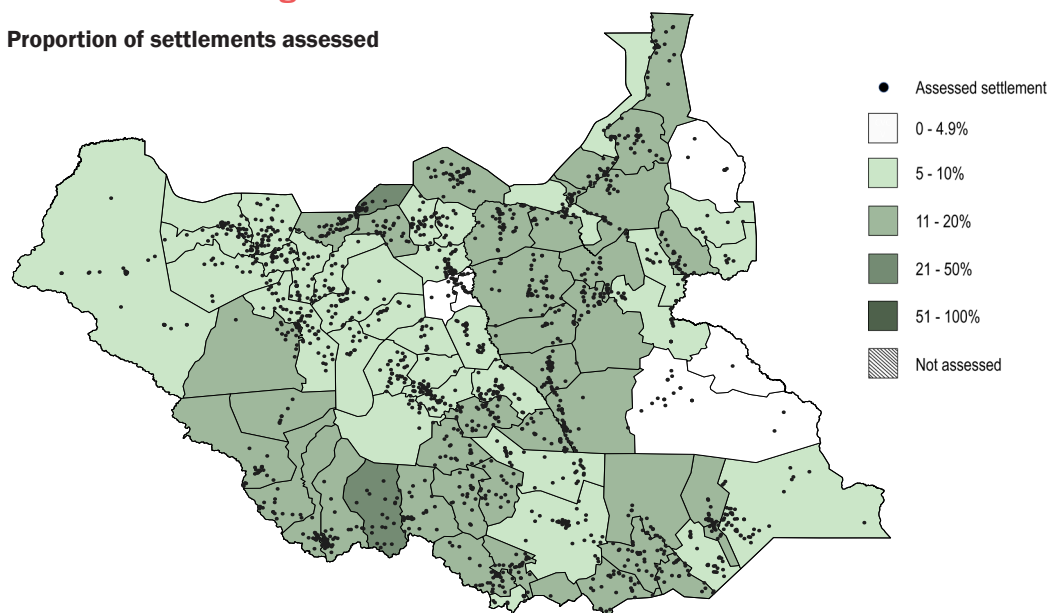 Proportion of settlements assessed
Assessed settlement
0 - 4.9%
5 - 10%
11 - 20%
21 - 50%
51 - 100%
Not assessed